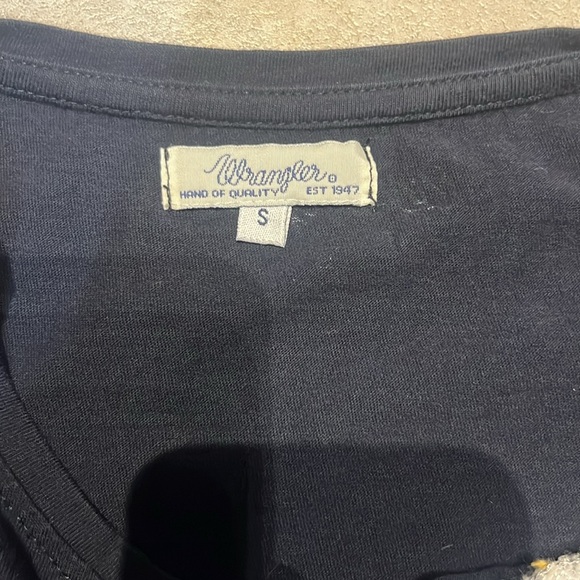 Wrangler
HAND OF QUALITY EST 1947
S